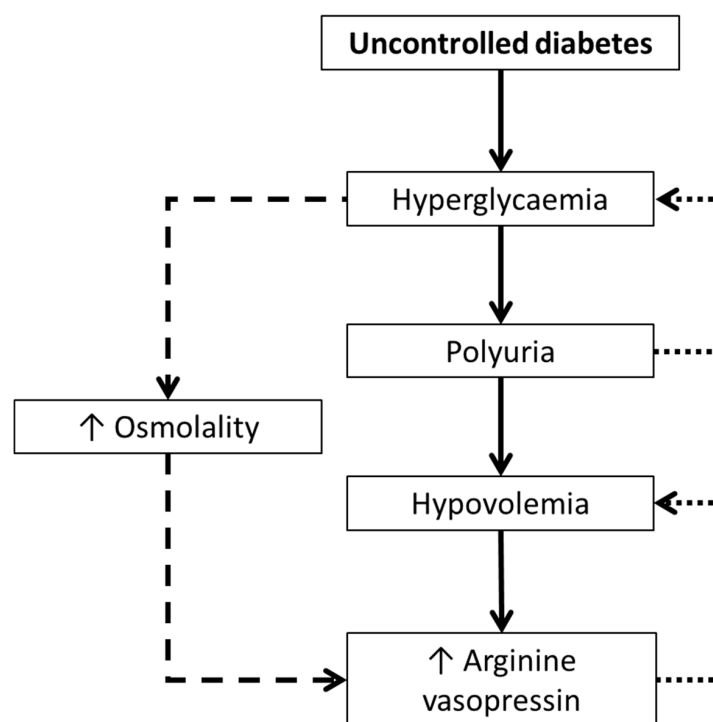 Uncontrolled diabetes
Hyperglycaemia
Polyuria
↑ Osmolality
Hypovolemia
↑ Arginine
vasopressin